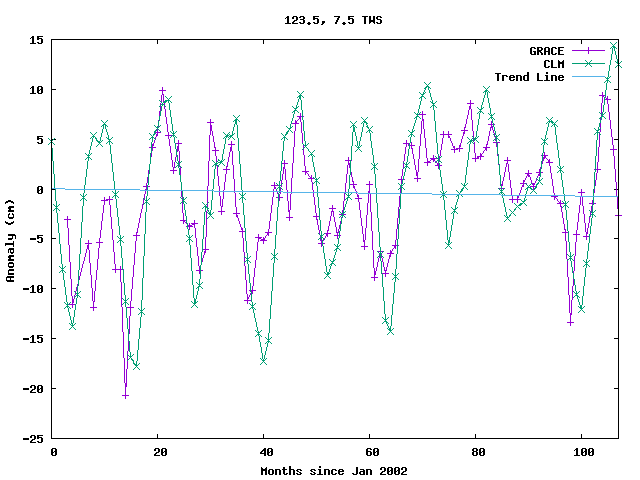 123.5, 7.5 TWS
GRACE
CLM
Trend Line
15
10
5
0
-5
-10
-15
-20
-25
Anomaly (cm)
0 20 40 60 80 100
Months since Jan 2002